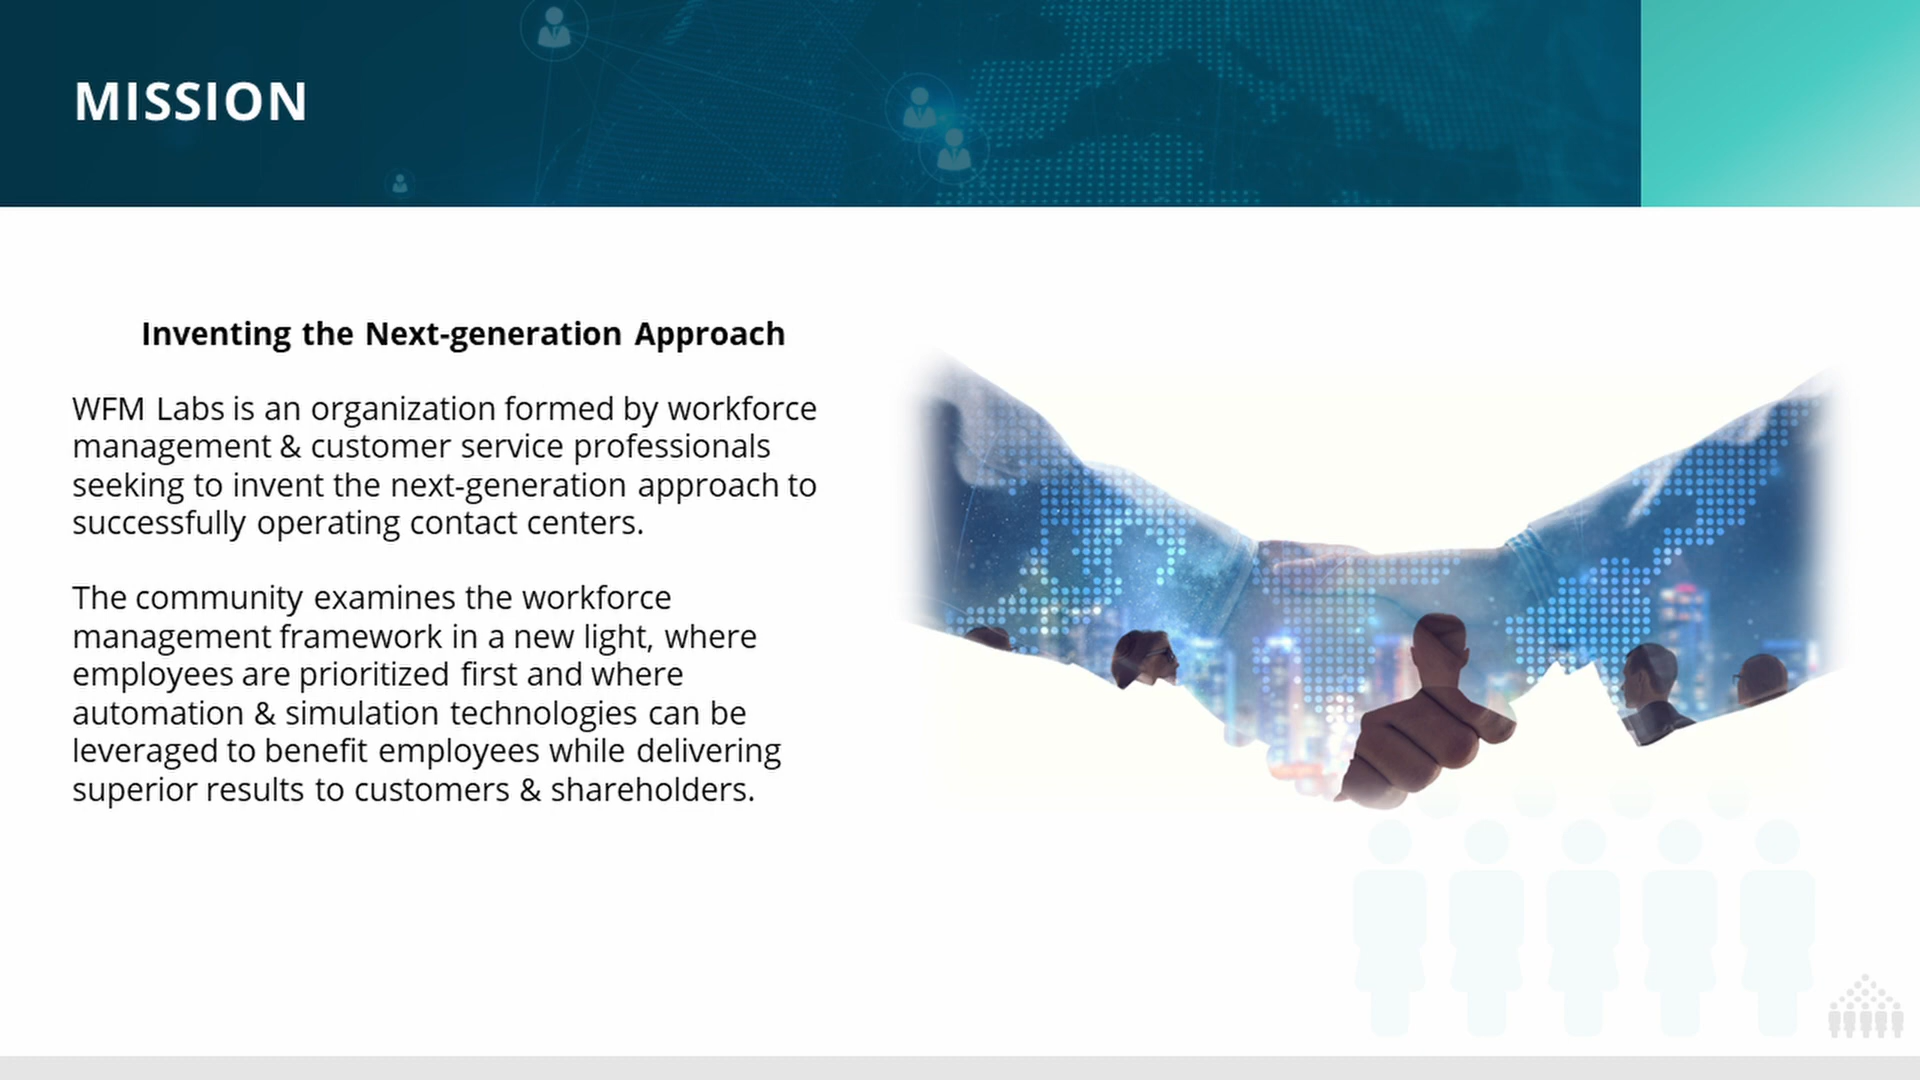 MISSION
Inventing the Next-generation Approach
WFM Labs is an organization formed by workforce
management & customer service professionals
seeking to invent the next-generation approach to
successfully operating contact centers.
The community examines the workforce
management framework in a new light, where
employees are prioritized first and where
automation & simulation technologies can be
leveraged to benefit employees while delivering
superior results to customers & shareholders.